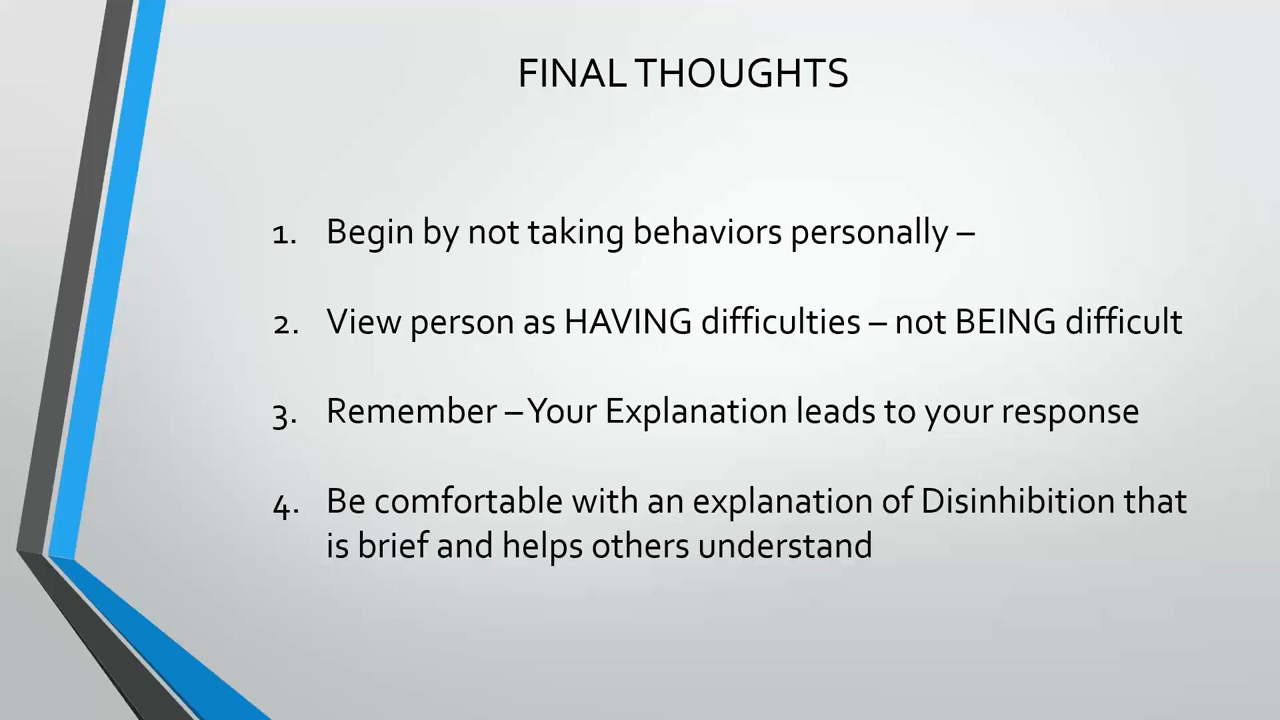 FINAL THOUGHTS
1. Begin by not taking behaviors personally –
2. View person as HAVING difficulties – not BEING difficult
3. Remember – Your Explanation leads to your response
4. Be comfortable with an explanation of Disinhibition that
is brief and helps others understand